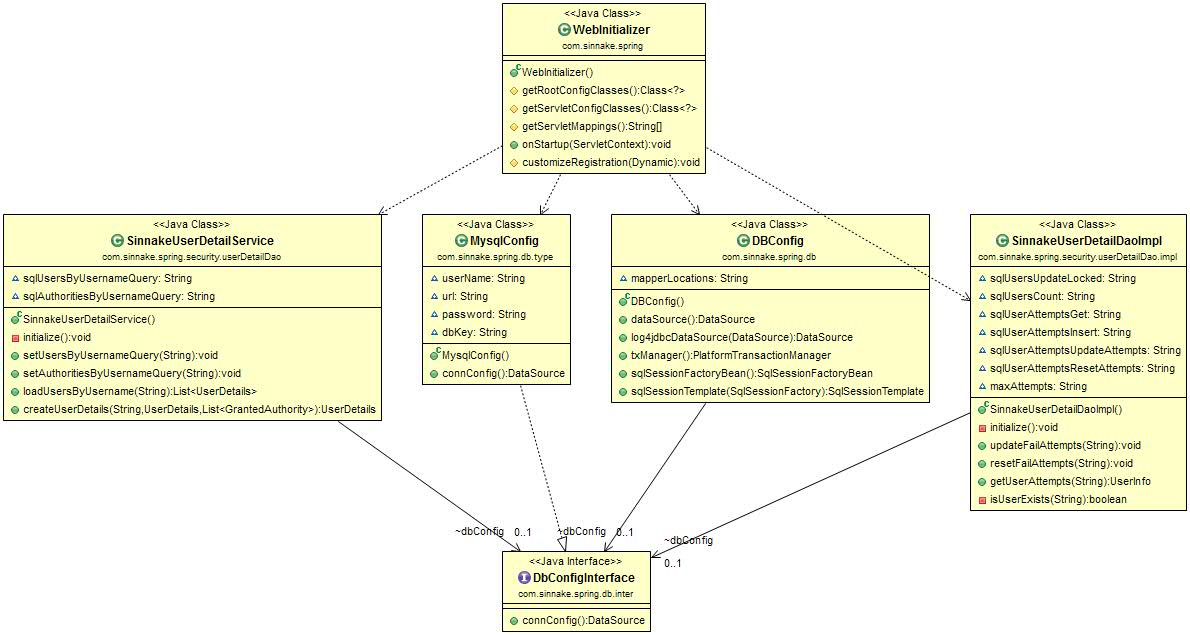 <<Java Class>>
WebInitializer
com.sinnake.spring
WebInitializer()
getRootConfigClasses():Class<?>
getServletConfigClasses():Class<?>
getServletMappings():String[]
onStartup(ServletContext):void
customizeRegistration(Dynamic):void
<<Java Class>>
SinnakeUserDetailService
com.sinnake.spring.security.userDetailDao
sqlUsersByUsernameQuery: String
sqlAuthoritiesByUsernameQuery: String
SinnakeUserDetailService()
initialize():void
setUsersByUsernameQuery(String):void
setAuthoritiesByUsernameQuery(String):void
loadUsersByUsername(String):List<UserDetails>
createUserDetails(String,UserDetails,List<GrantedAuthority>):UserDetails
<<Java Class>>
MysqlConfig
com.sinnake.spring.db.type
userName: String
url: String
password: String
dbKey: String
MysqlConfig()
connConfig():DataSource
<<Java Class>>
DBConfig
com.sinnake.spring.db
mapperLocations: String
DBConfig()
dataSource():DataSource
log4jdbcDataSource(DataSource):DataSource
txManager():PlatformTransactionManager
sqlSessionFactoryBean():SqlSessionFactoryBean
sqlSessionTemplate(SqlSessionFactory):SqlSessionTemplate
<<Java Class>>
SinnakeUserDetailDaoImpl
com.sinnake.spring.security.userDetailDao.impl
sqlUsersUpdateLocked: String
sqlUsersCount: String
sqlUserAttemptsGet: String
sqlUserAttemptsInsert: String
sqlUserAttemptsUpdateAttempts: String
sqlUserAttemptsResetAttempts: String
maxAttempts: String
SinnakeUserDetailDaoImpl()
initialize():void
updateFailAttempts(String):void
resetFailAttempts(String):void
getUserAttempts(String):UserInfo
isUserExists(String):boolean
~dbConfig 0..1
~dbConfig 0..1
~dbConfig
0..1
<<Java Interface>>
DbConfigInterface
com.sinnake.spring.db.inter
connConfig():DataSource